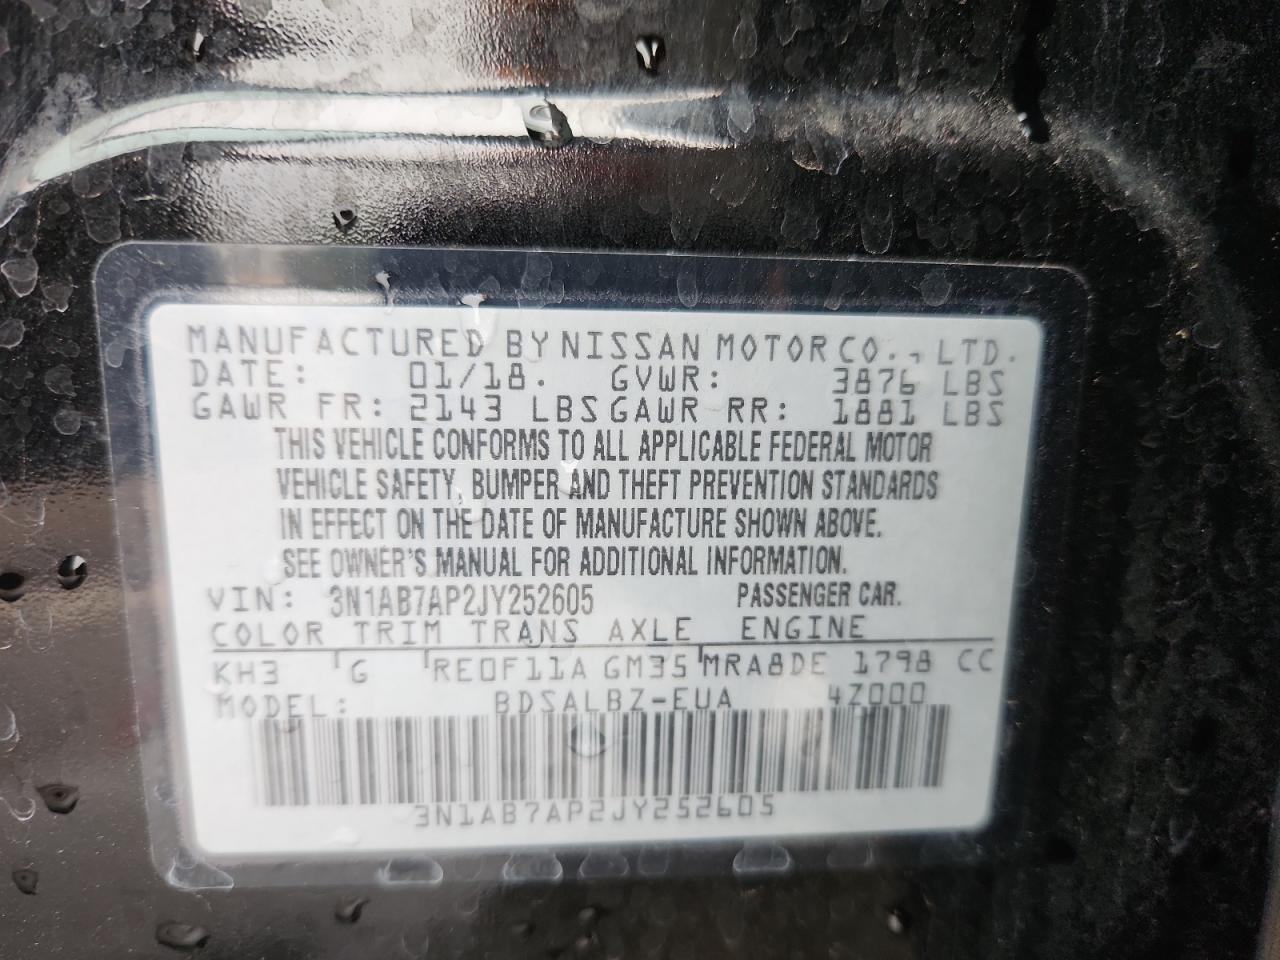 MANUFACTURED BY NISSAN MOTOR CO., LTD.
DATE: 01/18. GVWR: 3876 LBS
GAWR FR: 2143 LBS GAWR RR: 1881 LBS
THIS VEHICLE CONFORMS TO ALL APPLICABLE FEDERAL MOTOR
VEHICLE SAFETY, BUMPER AND THEFT PREVENTION STANDARDS
IN EFFECT ON THE DATE OF MANUFACTURE SHOWN ABOVE.
SEE OWNER'S MANUAL FOR ADDITIONAL INFORMATION.
VIN: 3N1AB7AP2JY252605 PASSENGER CAR.
COLOR TRIM TRANS AXLE ENGINE
KH3 G RE0F11A GM35 MRA8DE 1798 CC
MODEL: BDSALBZ-EUA 4Z000
3N1AB7AP2JY252605